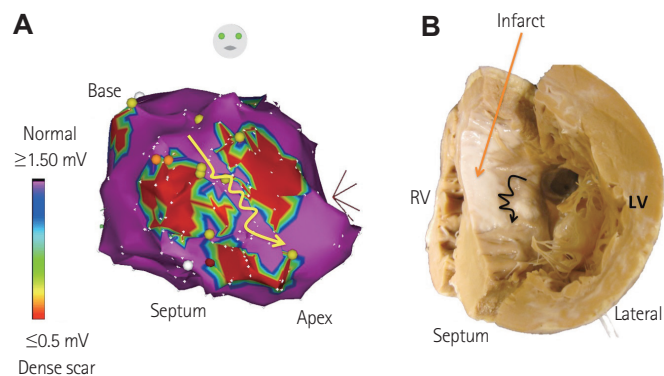 A
Base
Normal
≥1.50 mV
≤0.5 mV
Dense scar
Septum
Apex
B
Infarct
RV
LV
Lateral
Septum